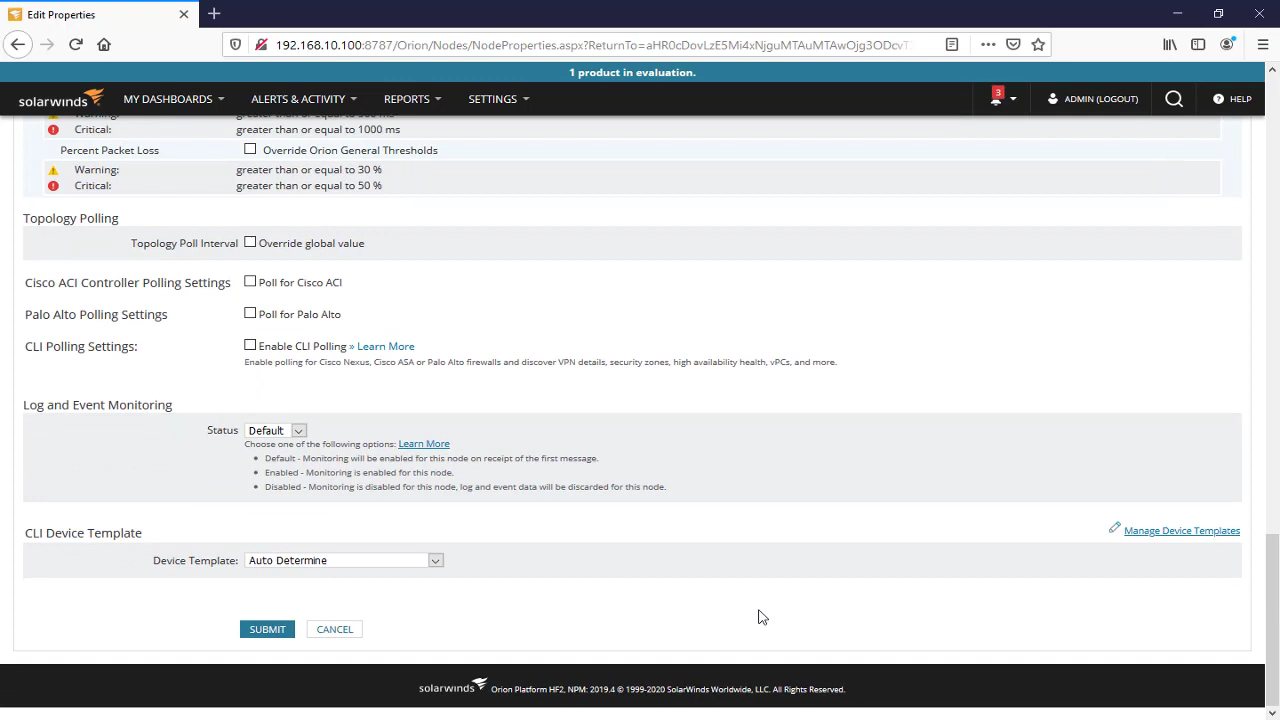 Edit Properties
192.168.10.100:8787/Orion/Nodes/NodeProperties.aspx?ReturnTo=
1 product in evaluation.
solarwinds MY DASHBOARDS ALERTS & ACTIVITY REPORTS SETTINGS 3 ADMIN (LOGOUT) HELP
greater than or equal to
Critical: greater than or equal to 1000 ms
Percent Packet Loss Override Orion General Thresholds
Warning: greater than or equal to 30 %
Critical: greater than or equal to 50 %
Topology Polling
Topology Poll Interval Override global value
Cisco ACI Controller Polling Settings Poll for Cisco ACI
Palo Alto Polling Settings Poll for Palo Alto
CLI Polling Settings: Enable CLI Polling » Learn More
Enable polling for Cisco Nexus, Cisco ASA or Palo Alto firewalls and discover VPN details, security zones, high availability health, vPCs, and more.
Log and Event Monitoring
Status Default
Choose one of the following options: Learn More
Default - Monitoring will be enabled for this node on receipt of the first message.
Enabled - Monitoring is enabled for this node.
Disabled - Monitoring is disabled for this node, log and event data will be discarded for this node.
CLI Device Template Manage Device Templates
Device Template: Auto Determine
SUBMIT CANCEL
solarwinds Orion Platform HF2, NPM: 2019.4 © 1999-2020 SolarWinds Worldwide, LLC. All Rights Reserved.